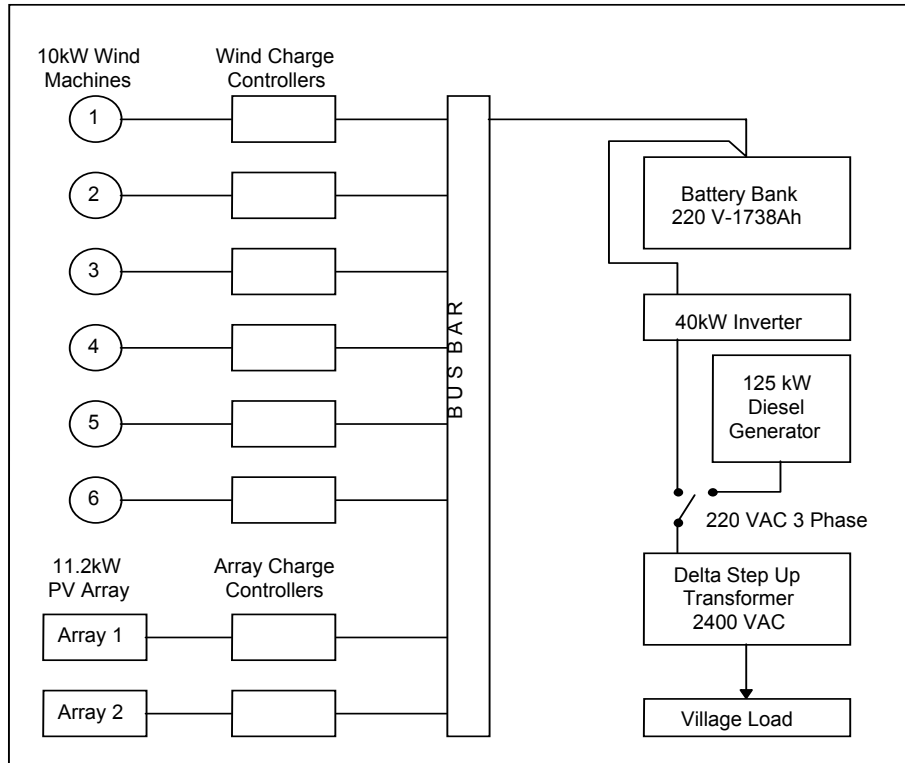 10kW Wind
Machines
Wind Charge
Controllers
1
2
3
4
5
6
11.2kW
PV Array
Array Charge
Controllers
Array 1
Array 2
BUS BAR
Battery Bank
220 V-1738Ah
40kW Inverter
125 kW
Diesel
Generator
220 VAC 3 Phase
Delta Step Up
Transformer
2400 VAC
Village Load